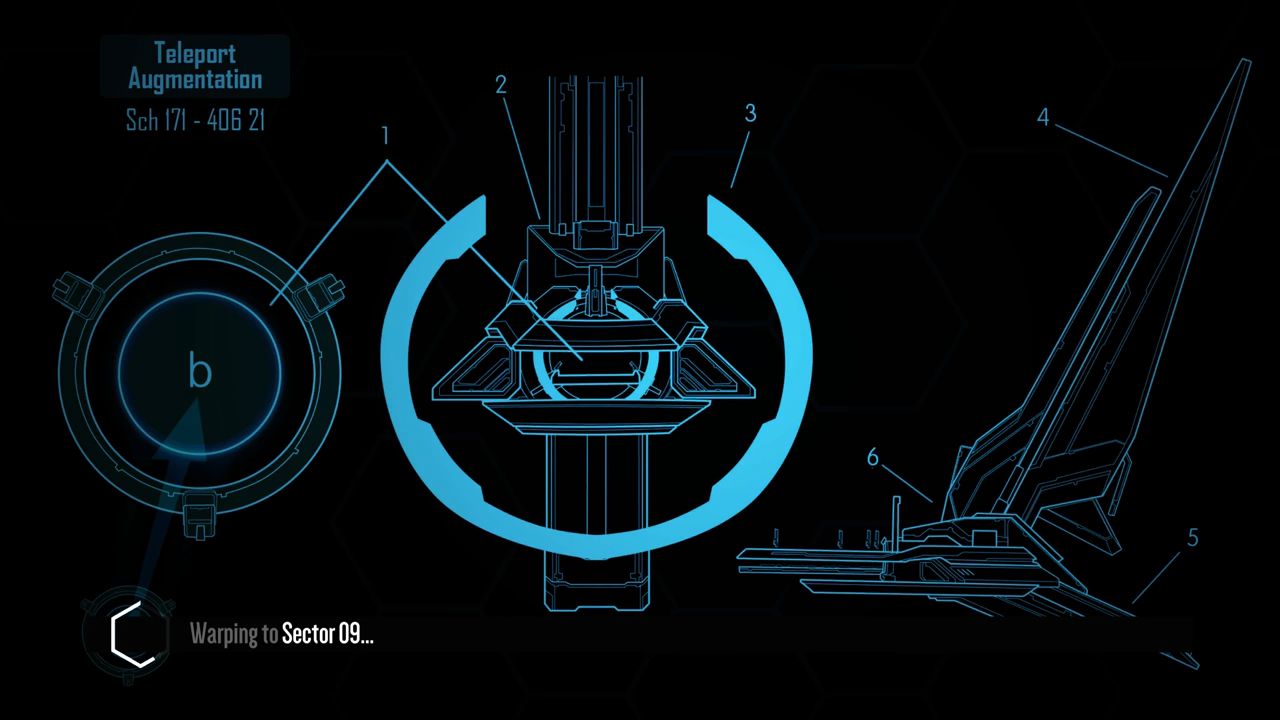 Teleport
Augmentation
Sch 171 - 406 21
1
2
3
4
b
6
5
Warping to Sector 09...